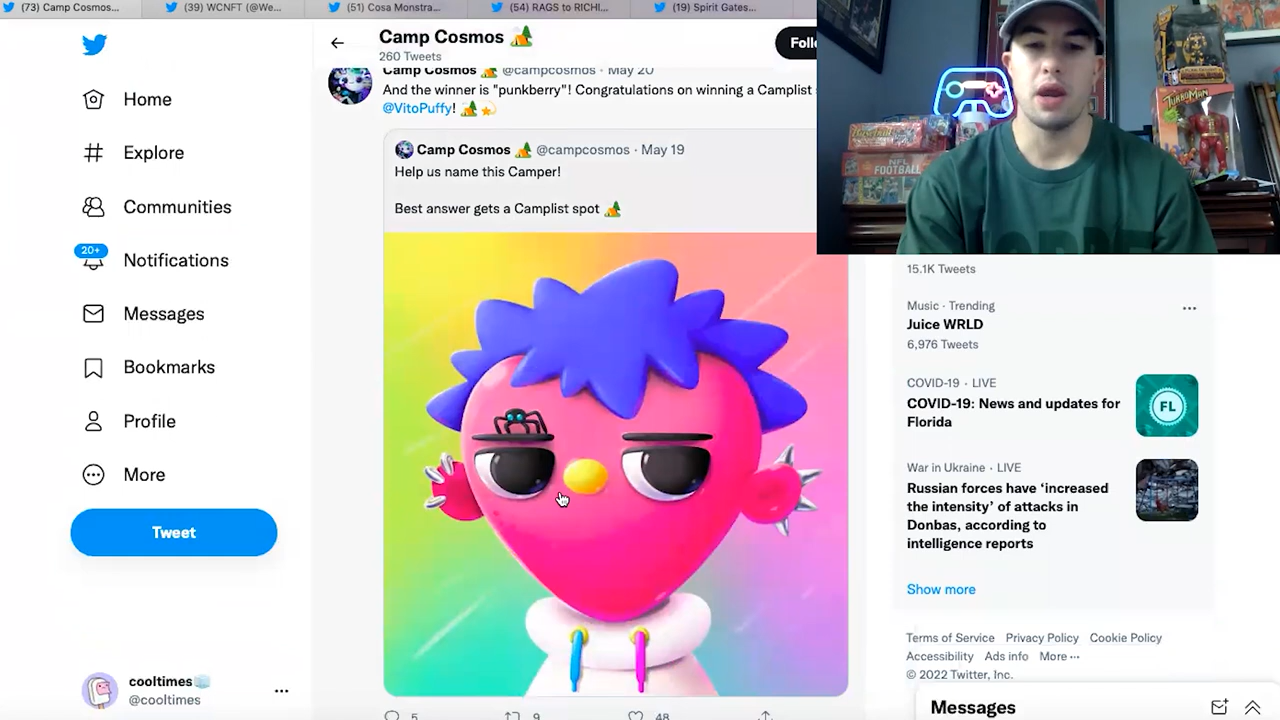 (73) Camp Cosmos...
(39) WCNFT (@We...
(51) Cosa Monstra...
(54) RAGS to RICHI...
(19) Spirit Gates...
Camp Cosmos 🏕️
260 Tweets
Follo
Home
Explore
Communities
20+
Notifications
Messages
Bookmarks
Profile
More
Tweet
cooltimes🧊
@cooltimes
Camp Cosmos 🏕️ @campcosmos · May 20
And the winner is "punkberry"! Congratulations on winning a Camplist
@VitoPuffy! 🏕️💫
Camp Cosmos 🏕️ @campcosmos · May 19
Help us name this Camper!
Best answer gets a Camplist spot 🏕️
5
9
48
NFL
FOOTBALL
TURBOMAN
15.1K Tweets
Music · Trending
Juice WRLD
6,976 Tweets
COVID-19 · LIVE
COVID-19: News and updates for
Florida
FL
War in Ukraine · LIVE
Russian forces have ‘increased
the intensity’ of attacks in
Donbas, according to
intelligence reports
Show more
Terms of Service Privacy Policy Cookie Policy
Accessibility Ads info More ···
© 2022 Twitter, Inc.
Messages